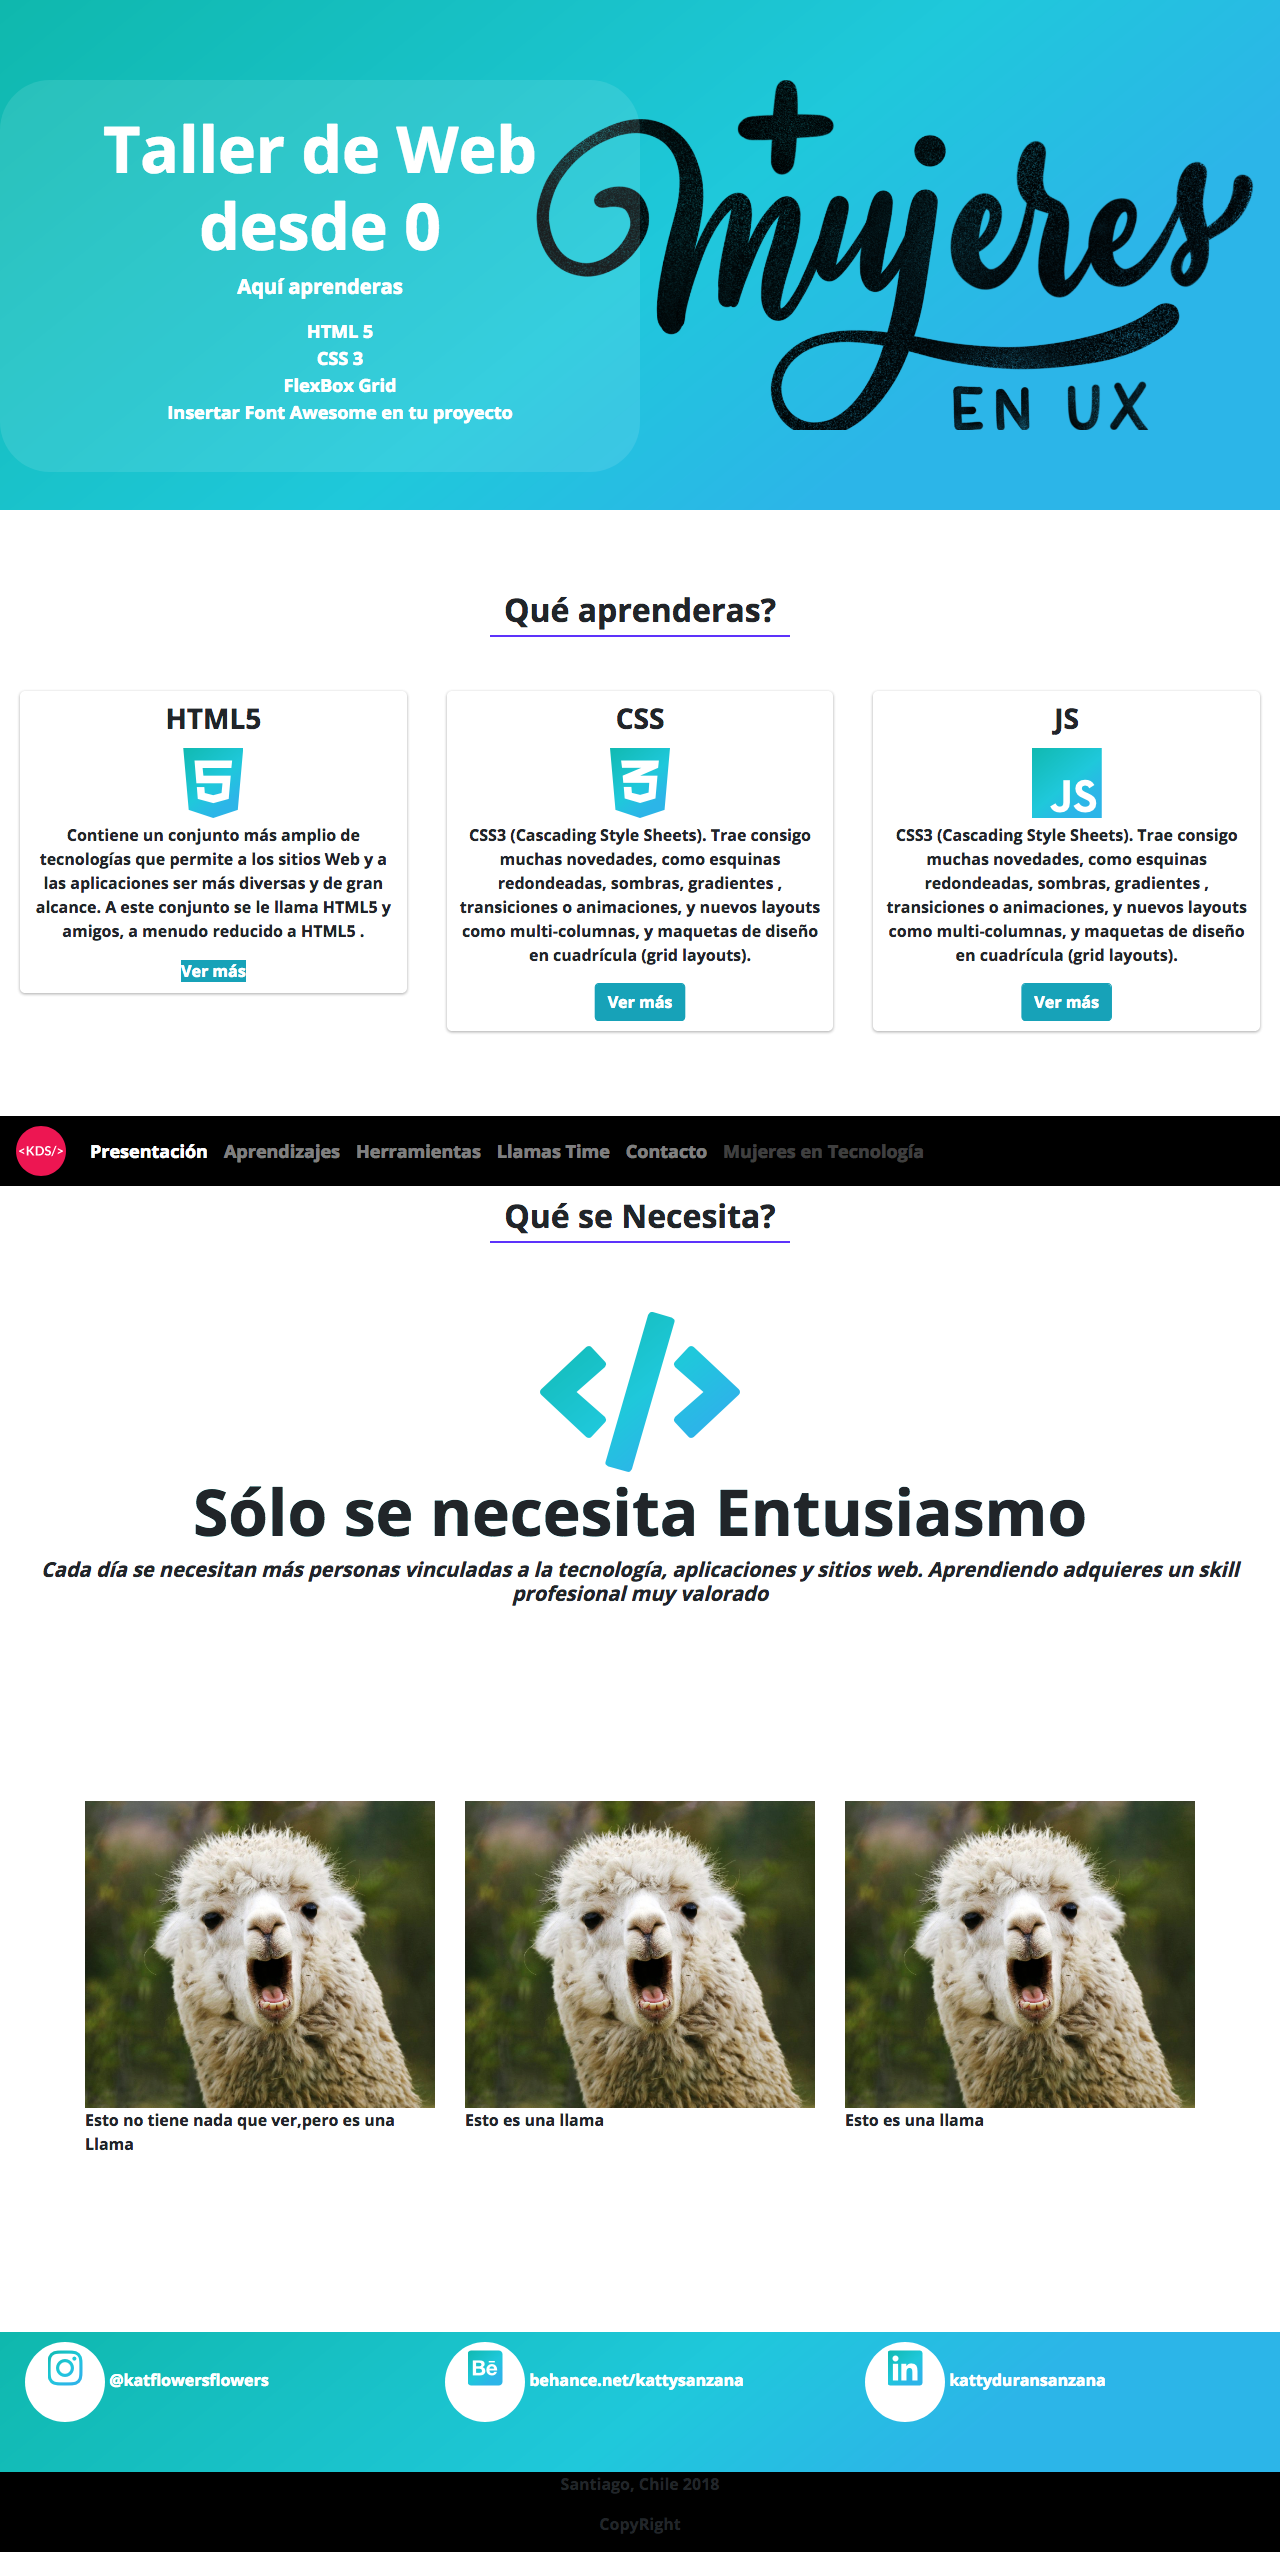 Taller de Web
desde 0
Aquí aprenderas
HTML 5
CSS 3
FlexBox Grid
Insertar Font Awesome en tu proyecto
+
mujeres
EN UX
Qué aprenderas?
HTML5
5
Contiene un conjunto más amplio de
tecnologías que permite a los sitios Web y a
las aplicaciones ser más diversas y de gran
alcance. A este conjunto se le llama HTML5 y
amigos, a menudo reducido a HTML5 .
Ver más
CSS
3
CSS3 (Cascading Style Sheets). Trae consigo
muchas novedades, como esquinas
redondeadas, sombras, gradientes ,
transiciones o animaciones, y nuevos layouts
como multi-columnas, y maquetas de diseño
en cuadrícula (grid layouts).
Ver más
JS
JS
CSS3 (Cascading Style Sheets). Trae consigo
muchas novedades, como esquinas
redondeadas, sombras, gradientes ,
transiciones o animaciones, y nuevos layouts
como multi-columnas, y maquetas de diseño
en cuadrícula (grid layouts).
Ver más
<KDS/> Presentación Aprendizajes Herramientas Llamas Time Contacto Mujeres en Tecnología
Qué se Necesita?
</>
Sólo se necesita Entusiasmo
Cada día se necesitan más personas vinculadas a la tecnología, aplicaciones y sitios web. Aprendiendo adquieres un skill
profesional muy valorado
Esto no tiene nada que ver,pero es una
Llama
Esto es una llama
Esto es una llama
@katflowersflowers
Bē behance.net/kattysanzana
in kattyduransanzana
Santiago, Chile 2018
CopyRight